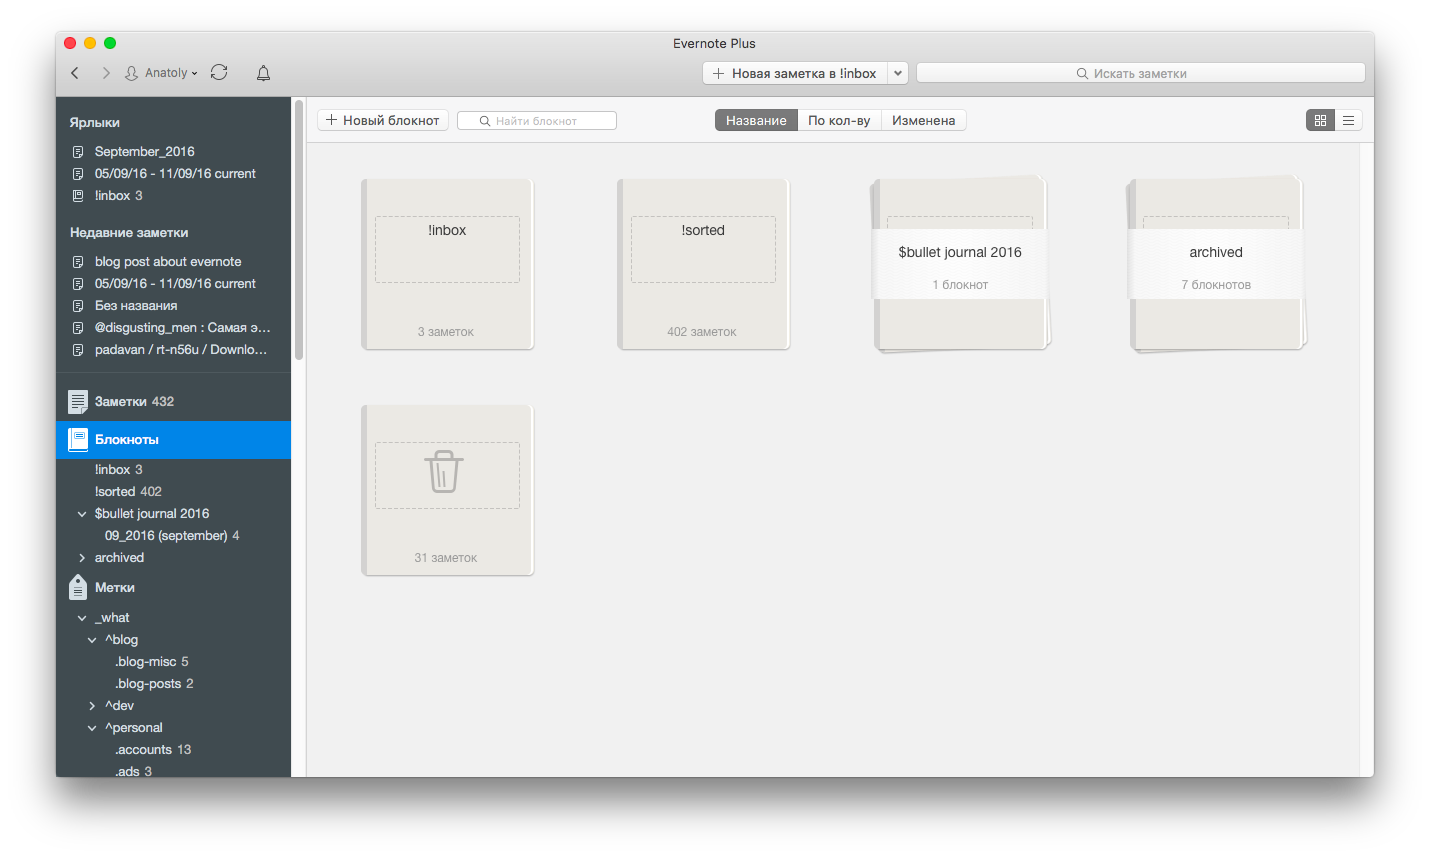 Evernote Plus
Anatoly
Новая заметка в !inbox
Искать заметки
Ярлыки
September_2016
05/09/16 - 11/09/16 current
!inbox 3
Недавние заметки
blog post about evernote
05/09/16 - 11/09/16 current
Без названия
@disgusting_men : Самая э...
padavan / rt-n56u / Downlo...
Заметки 432
Блокноты
!inbox 3
!sorted 402
$bullet journal 2016
09_2016 (september) 4
archived
Метки
_what
^blog
.blog-misc 5
.blog-posts 2
^dev
^personal
.accounts 13
.ads 3
Новый блокнот
Найти блокнот
Название
По кол-ву
Изменена
!inbox
3 заметок
!sorted
402 заметок
$bullet journal 2016
1 блокнот
archived
7 блокнотов
31 заметок